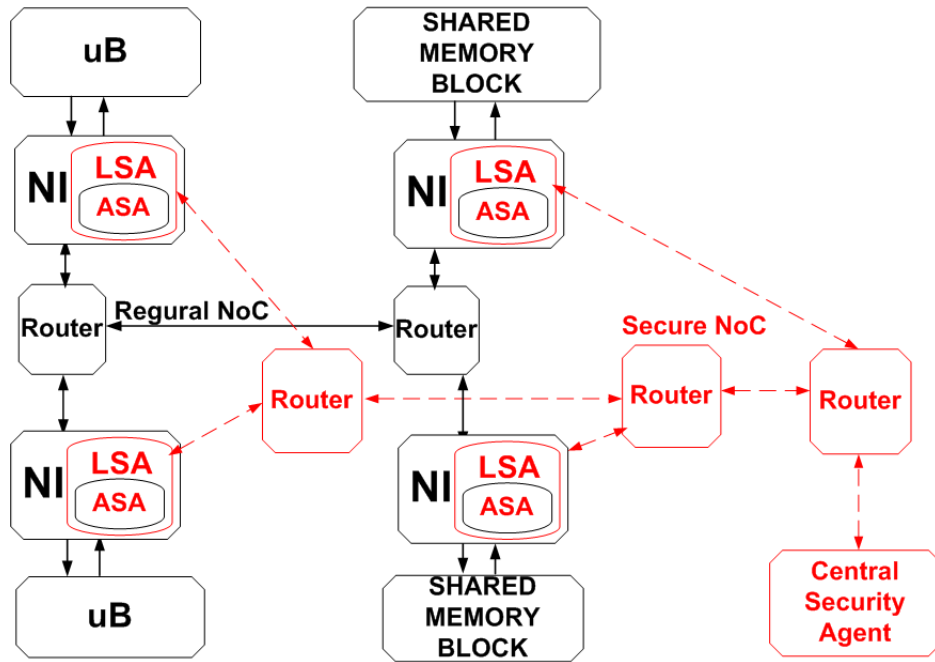 uB
SHARED
MEMORY
BLOCK
NI
LSA
ASA
NI
LSA
ASA
Router
Regural NoC
Router
Secure NoC
Router
Router
Router
NI
LSA
ASA
NI
LSA
ASA
uB
SHARED
MEMORY
BLOCK
Central
Security
Agent